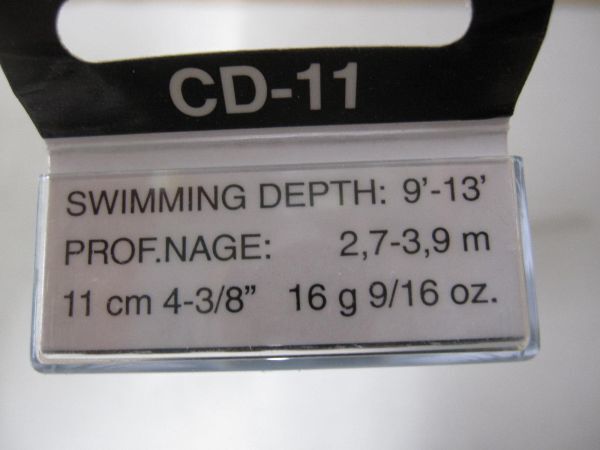 CD-11
SWIMMING DEPTH: 9'-13'
PROF.NAGE: 2,7-3,9 m
11 cm 4-3/8" 16 g 9/16 oz.